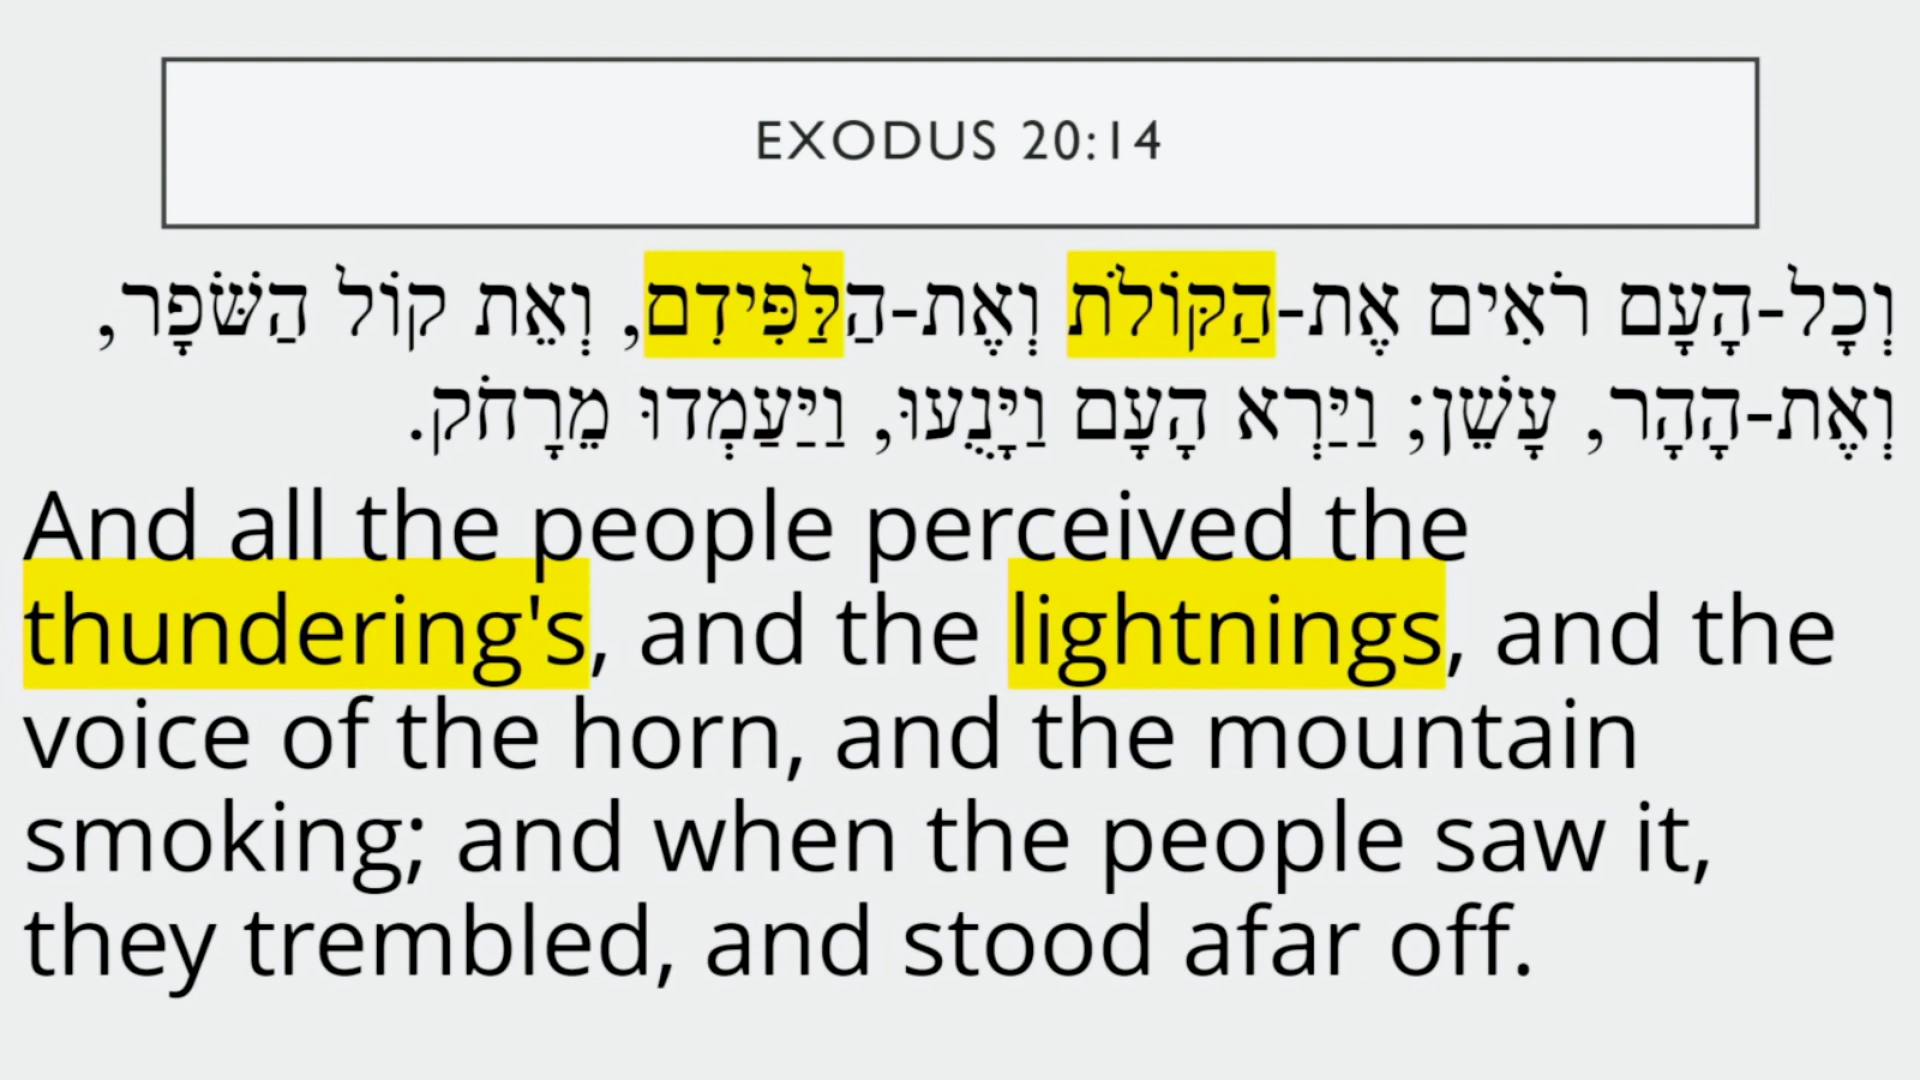 EXODUS 20:14
וְכָל-הָעָם רֹאִים אֶת-הַקּוֹלֹת וְאֶת-הַלַּפִּידִם, וְאֵת קוֹל הַשֹּׁפָר,
וְאֶת-הָהָר, עָשֵׁן; וַיַּרְא הָעָם וַיָּנֻעוּ, וַיַּעַמְדוּ מֵרָחֹק.
And all the people perceived the
thundering's, and the lightnings, and the
voice of the horn, and the mountain
smoking; and when the people saw it,
they trembled, and stood afar off.